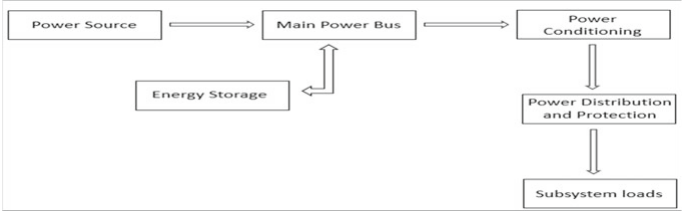 Power Source
Main Power Bus
Power
Conditioning
Energy Storage
Power Distribution
and Protection
Subsystem loads